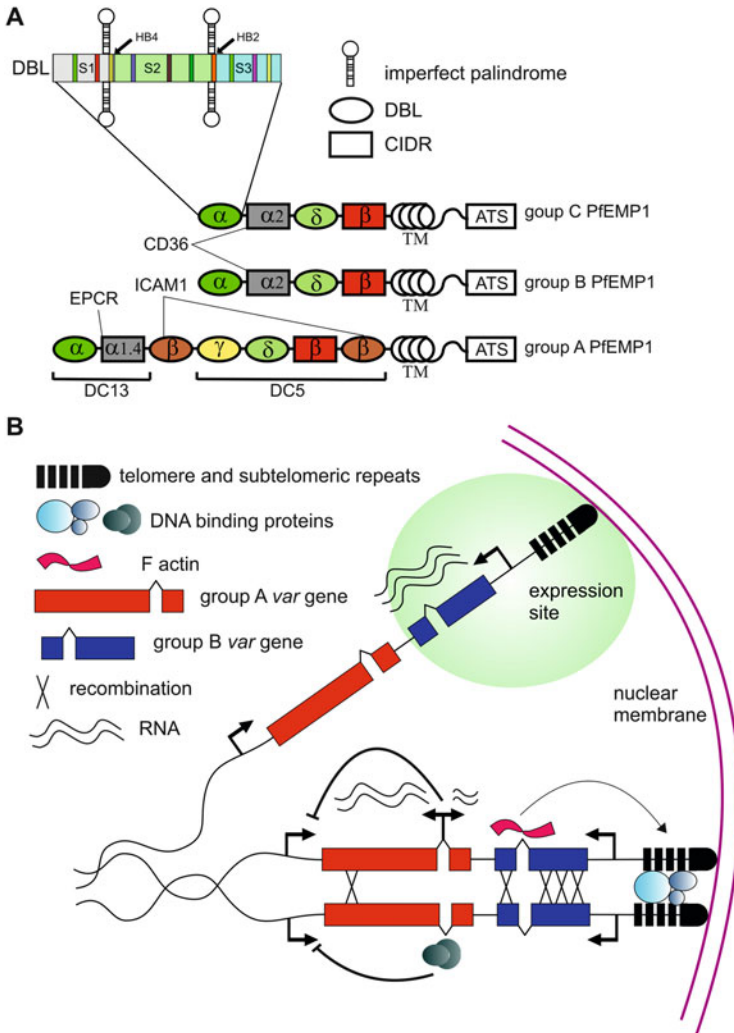 A
HB4
HB2
DBL
S1
S2
S3
imperfect palindrome
DBL
CIDR
α
α2
δ
β
TM
ATS
goup C PfEMP1
CD36
α
α2
δ
β
TM
ATS
group B PfEMP1
ICAM1
EPCR
α
α1.4
β
γ
δ
β
β
TM
ATS
group A PfEMP1
DC13
DC5
B
telomere and subtelomeric repeats
DNA binding proteins
F actin
group A var gene
group B var gene
recombination
RNA
expression
site
nuclear
membrane